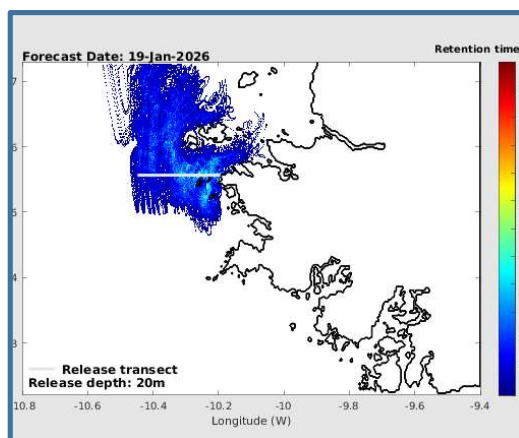 Forecast Date: 19-Jan-2026
Retention time
7
6
5
4
3
Release transect
Release depth: 20m
10.8
-10.6
-10.4
-10.2
-10
-9.8
-9.6
-9.4
Longitude (W)